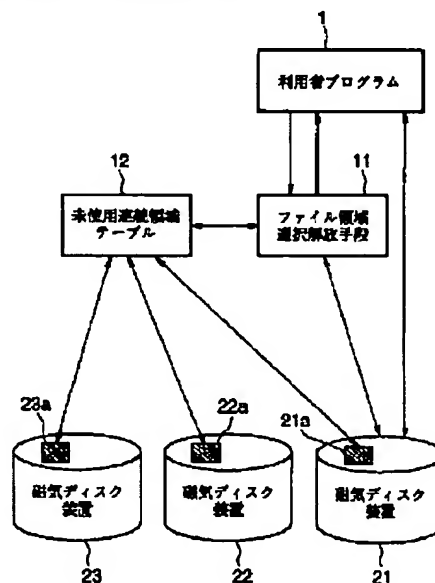 1
利用者プログラム
12
11
未使用連続領域
テーブル
ファイル領域
選択解放手段
23a
22a
21a
磁気ディスク
装置
磁気ディスク
装置
磁気ディスク
装置
23
22
21